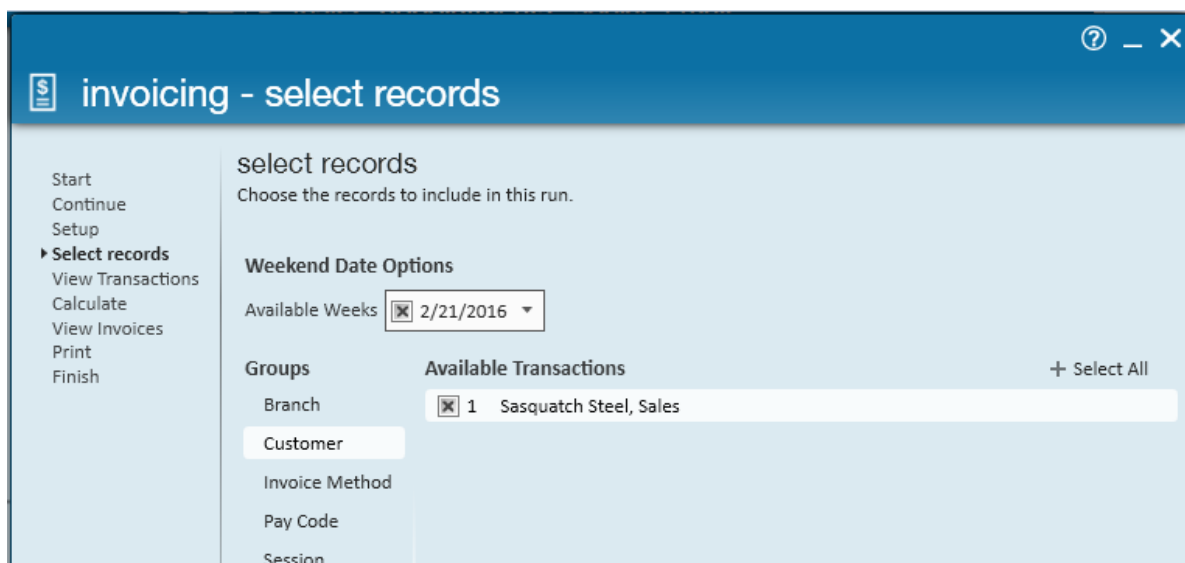 invoicing - select records
Start
Continue
Setup
Select records
View Transactions
Calculate
View Invoices
Print
Finish
select records
Choose the records to include in this run.
Weekend Date Options
Available Weeks 2/21/2016
Groups
Branch
Customer
Invoice Method
Pay Code
Session
Available Transactions + Select All
1 Sasquatch Steel, Sales